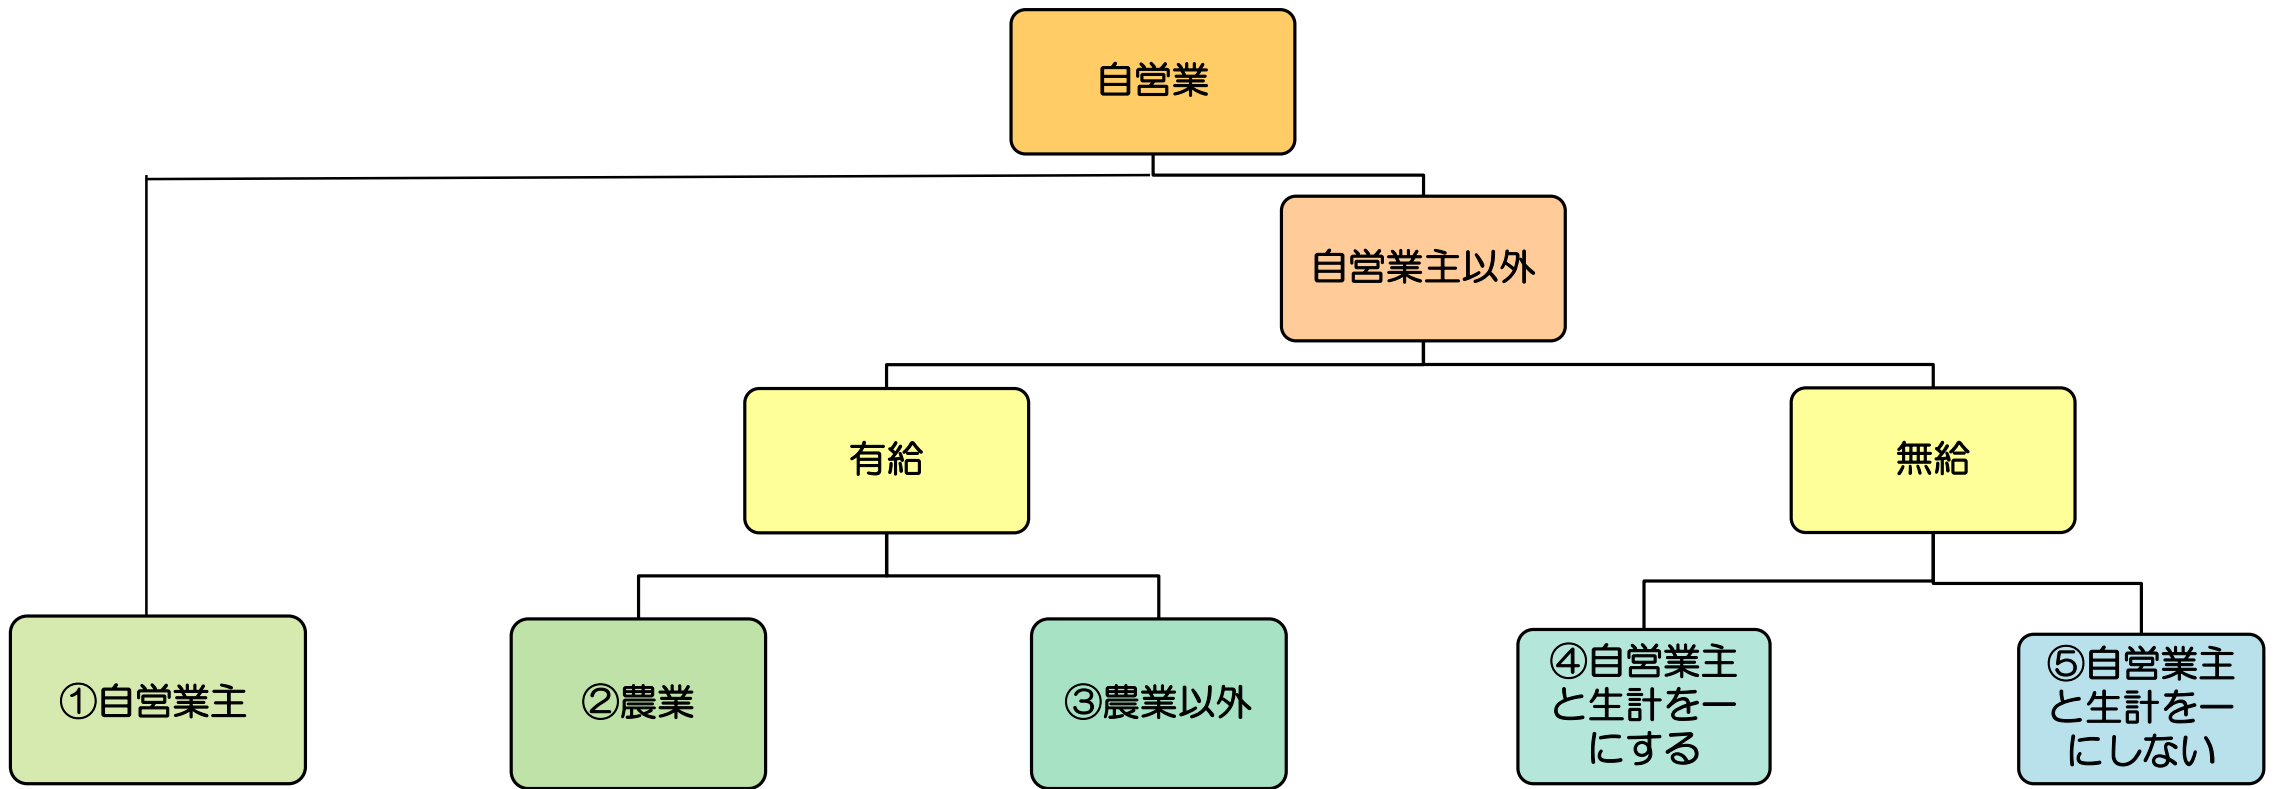 自営業
自営業主以外
有給
無給
①自営業主
②農業
③農業以外
④自営業主
と生計を一
にする
⑤自営業主
と生計を一
にしない